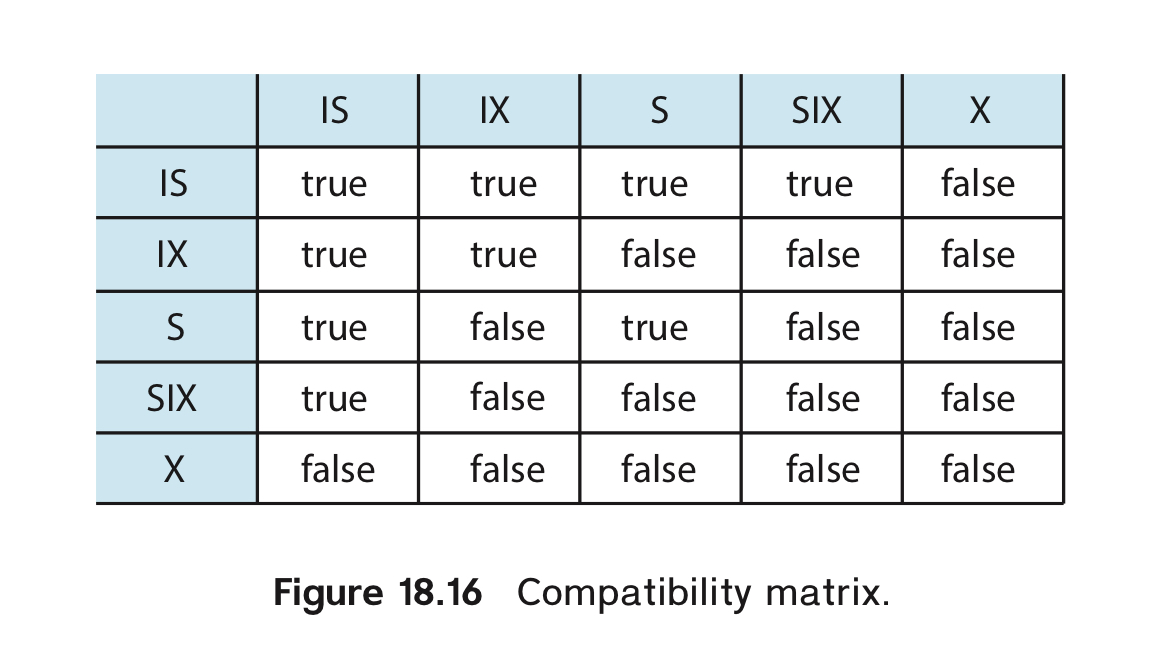 IS IX S SIX X
IS true true true true false
IX true true false false false
S true false true false false
SIX true false false false false
X false false false false false
Figure 18.16 Compatibility matrix.